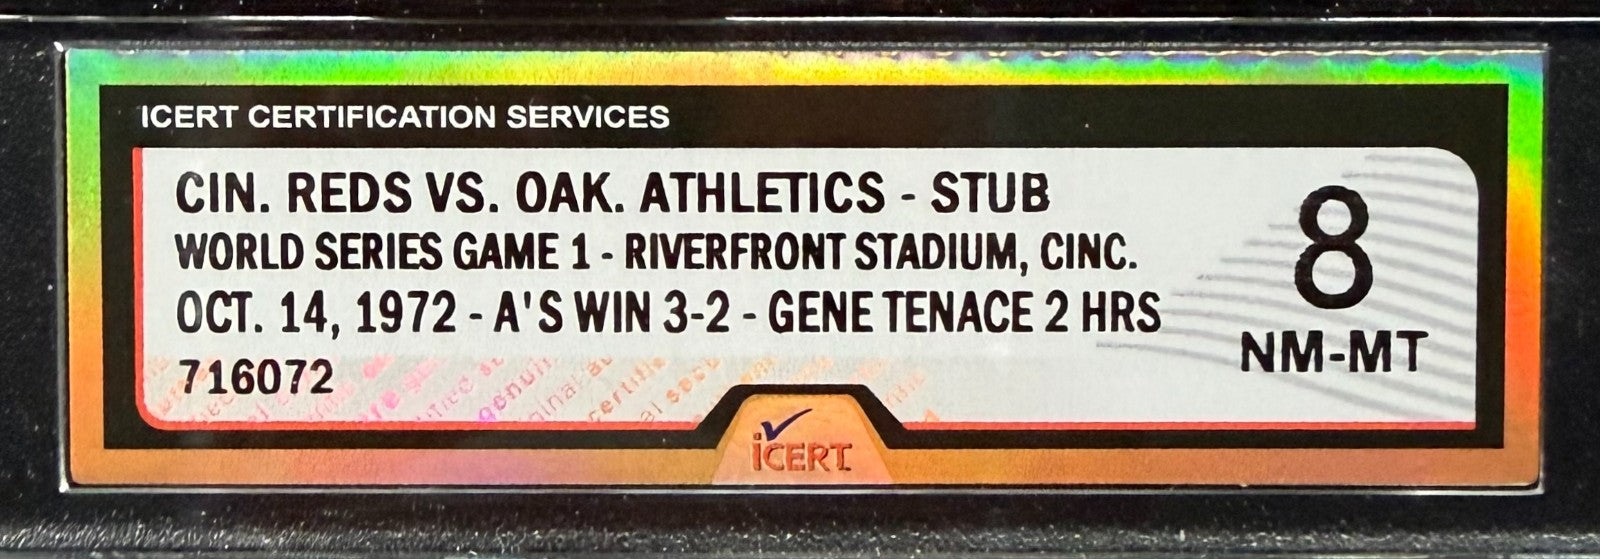 ICERT CERTIFICATION SERVICES
CIN. REDS VS. OAK. ATHLETICS - STUB
WORLD SERIES GAME 1 - RIVERFRONT STADIUM, CINC.
OCT. 14, 1972 - A'S WIN 3-2 - GENE TENACE 2 HRS
716072
8
NM-MT
iCERT